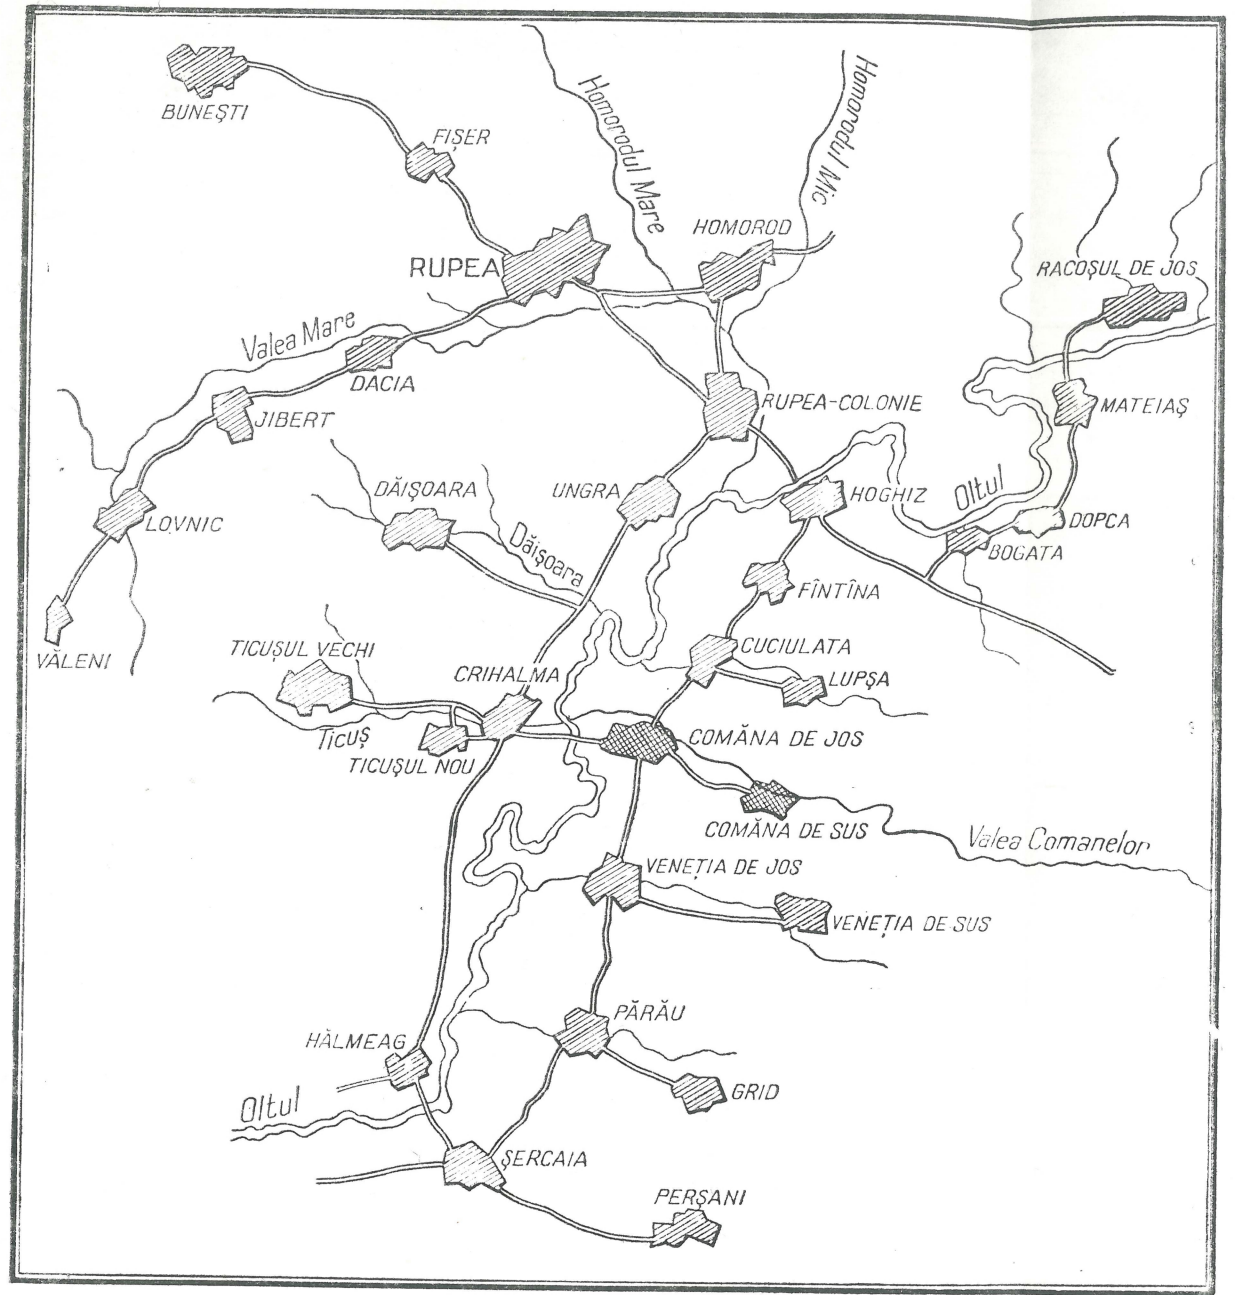 BUNEȘTI
FIȘER
Homorodul Mare
Homorodul Mic
HOMOROD
RUPEA
RACOȘUL DE JOS
Valea Mare
DACIA
JIBERT
RUPEA-COLONIE
MATEIAȘ
DĂIȘOARA
UNGRA
HOGHIZ
Oltul
LOVNIC
DOPCA
BOGATA
Dăișoara
FÎNTÎNA
VĂLENI
TICUȘUL VECHI
CUCIULATA
CRIHALMA
LUPȘA
Ticuș
COMĂNA DE JOS
TICUȘUL NOU
COMĂNA DE SUS
Valea Comanelor
VENEȚIA DE JOS
VENEȚIA DE SUS
PĂRĂU
HĂLMEAG
GRID
Oltul
ȘERCAIA
PERȘANI